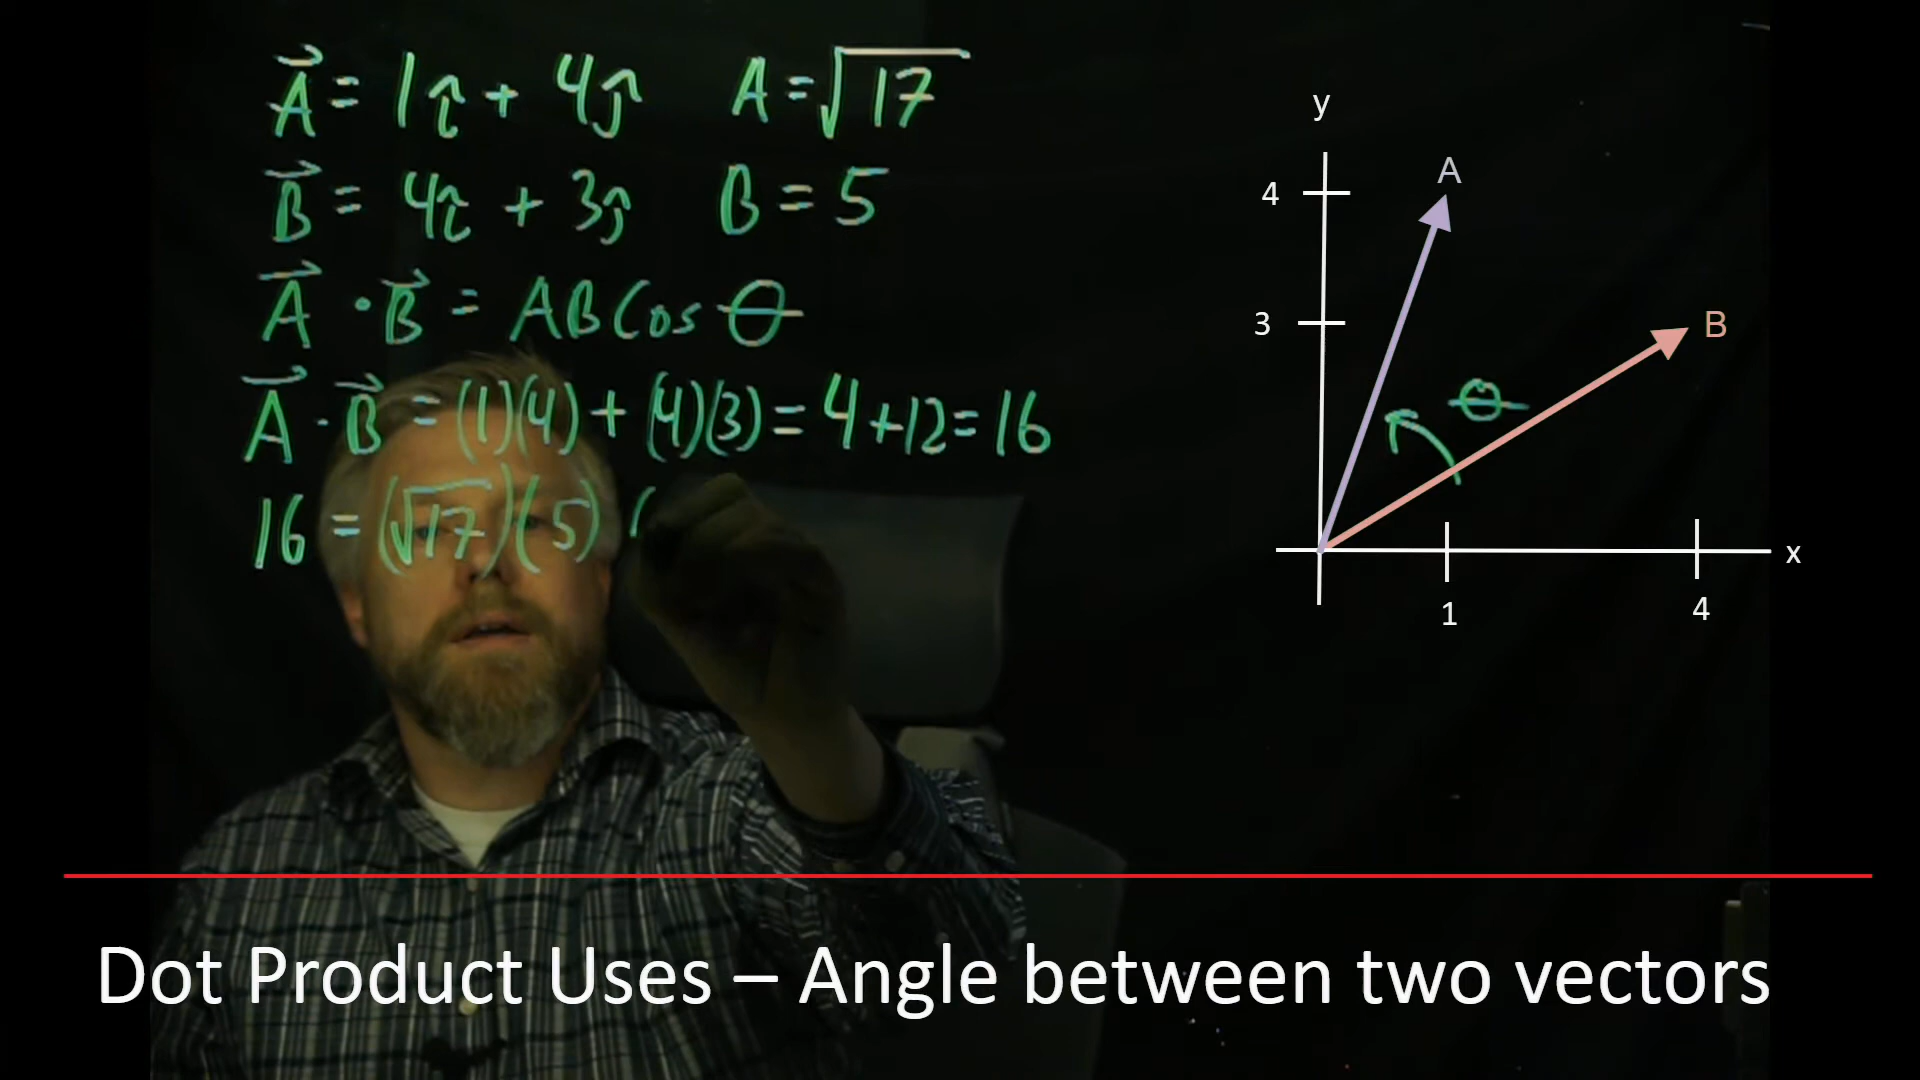 A⃗ = 1î + 4ĵ A = √17
B⃗ = 4î + 3ĵ B = 5
A⃗ · B⃗ = AB Cos θ
A⃗ · B⃗ = (1)(4) + (4)(3) = 4 + 12 = 16
16 = (√17)(5) (
y
4
A
3
B
θ
x
1
4
Dot Product Uses – Angle between two vectors